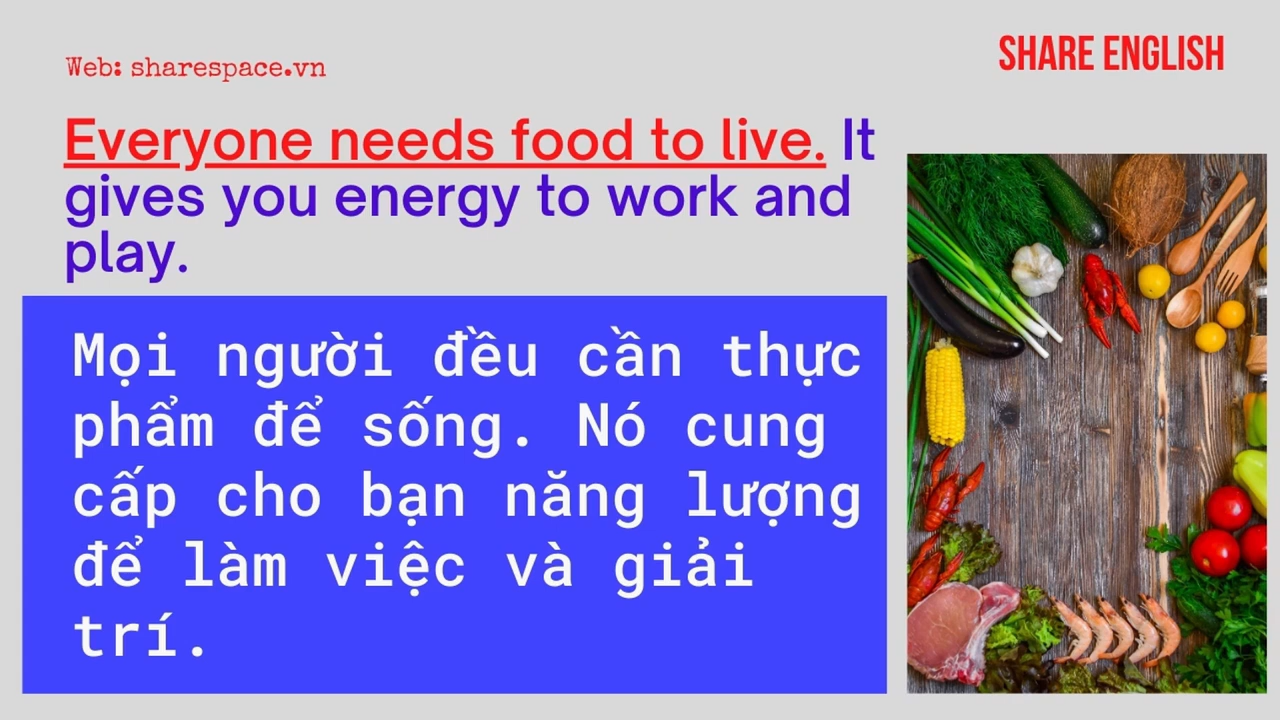 Web: sharespace.vn
SHARE ENGLISH
Everyone needs food to live. It
gives you energy to work and
play.
Mọi người đều cần thực
phẩm để sống. Nó cung
cấp cho bạn năng lượng
để làm việc và giải
trí.